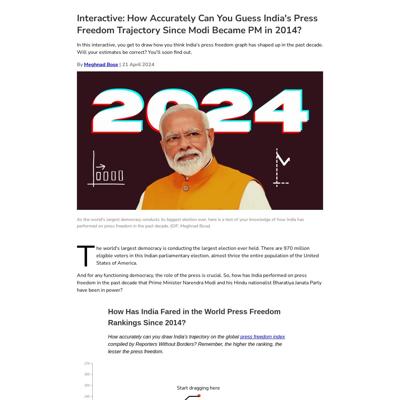 Interactive: How Accurately Can You Guess India's Press
Freedom Trajectory Since Modi Became PM in 2014?
In this interactive, you get to draw how you think India's press freedom graph has shaped up in the past decade.
Will your estimates be correct? You'll soon find out.
By Meghnad Bose | 21 April 2024
2024
As the world's largest democracy conducts its biggest election ever, here is a test of your knowledge of how India has
performed on press freedom in the past decade. (GIF: Meghnad Bose)
The world's largest democracy is conducting the largest election ever held. There are 970 million
eligible voters in this Indian parliamentary election, almost thrice the entire population of the United
States of America.
And for any functioning democracy, the role of the press is crucial. So, how has India performed on press
freedom in the past decade that Prime Minister Narendra Modi and his Hindu nationalist Bharatiya Janata Party
have been in power?
How Has India Fared in the World Press Freedom
Rankings Since 2014?
How accurately can you draw India's trajectory on the global press freedom index
compiled by Reporters Without Borders? Remember, the higher the ranking, the
lesser the press freedom.
Start dragging here